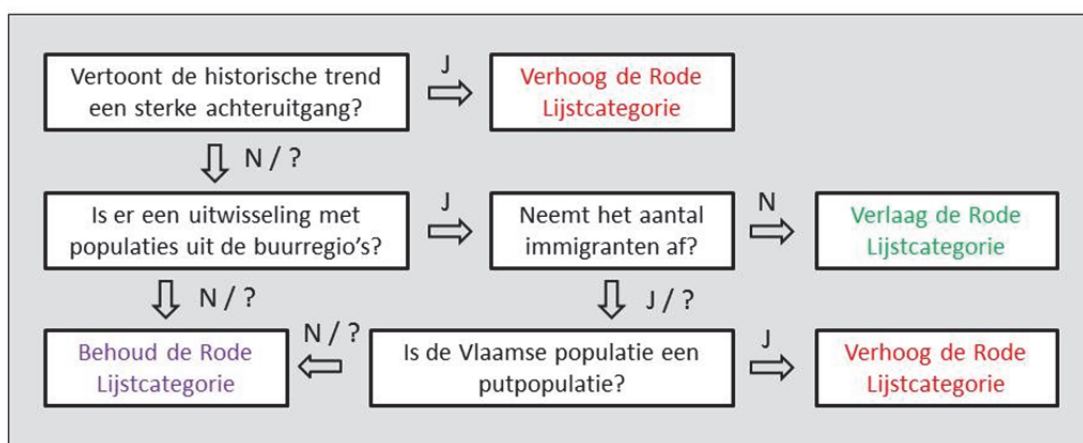 Vertoont de historische trend
een sterke achteruitgang?
J
Verhoog de Rode
Lijstcategorie
N / ?
Is er een uitwisseling met
populaties uit de buurregio's?
J
Neemt het aantal
immigranten af?
N
Verlaag de Rode
Lijstcategorie
N / ?
J / ?
Behoud de Rode
Lijstcategorie
N / ?
Is de Vlaamse populatie een
putpopulatie?
J
Verhoog de Rode
Lijstcategorie